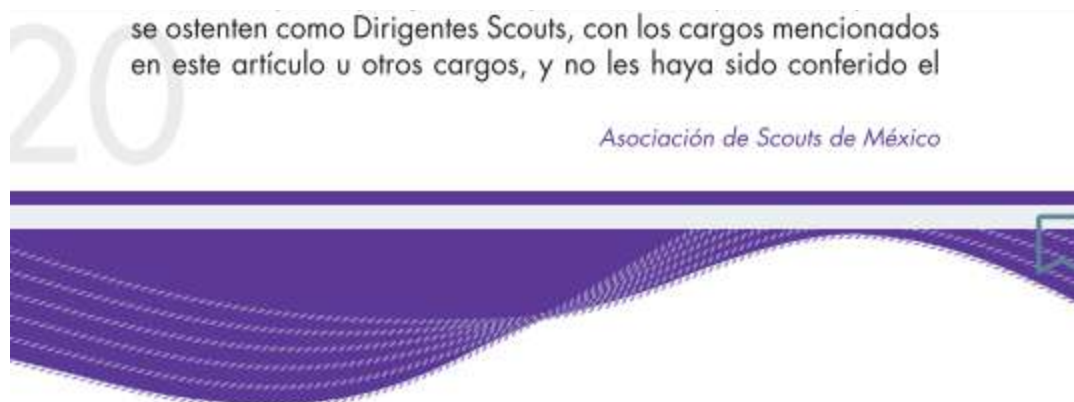 se ostenten como Dirigentes Scouts, con los cargos mencionados
en este artículo u otros cargos, y no les haya sido conferido el
20
Asociación de Scouts de México